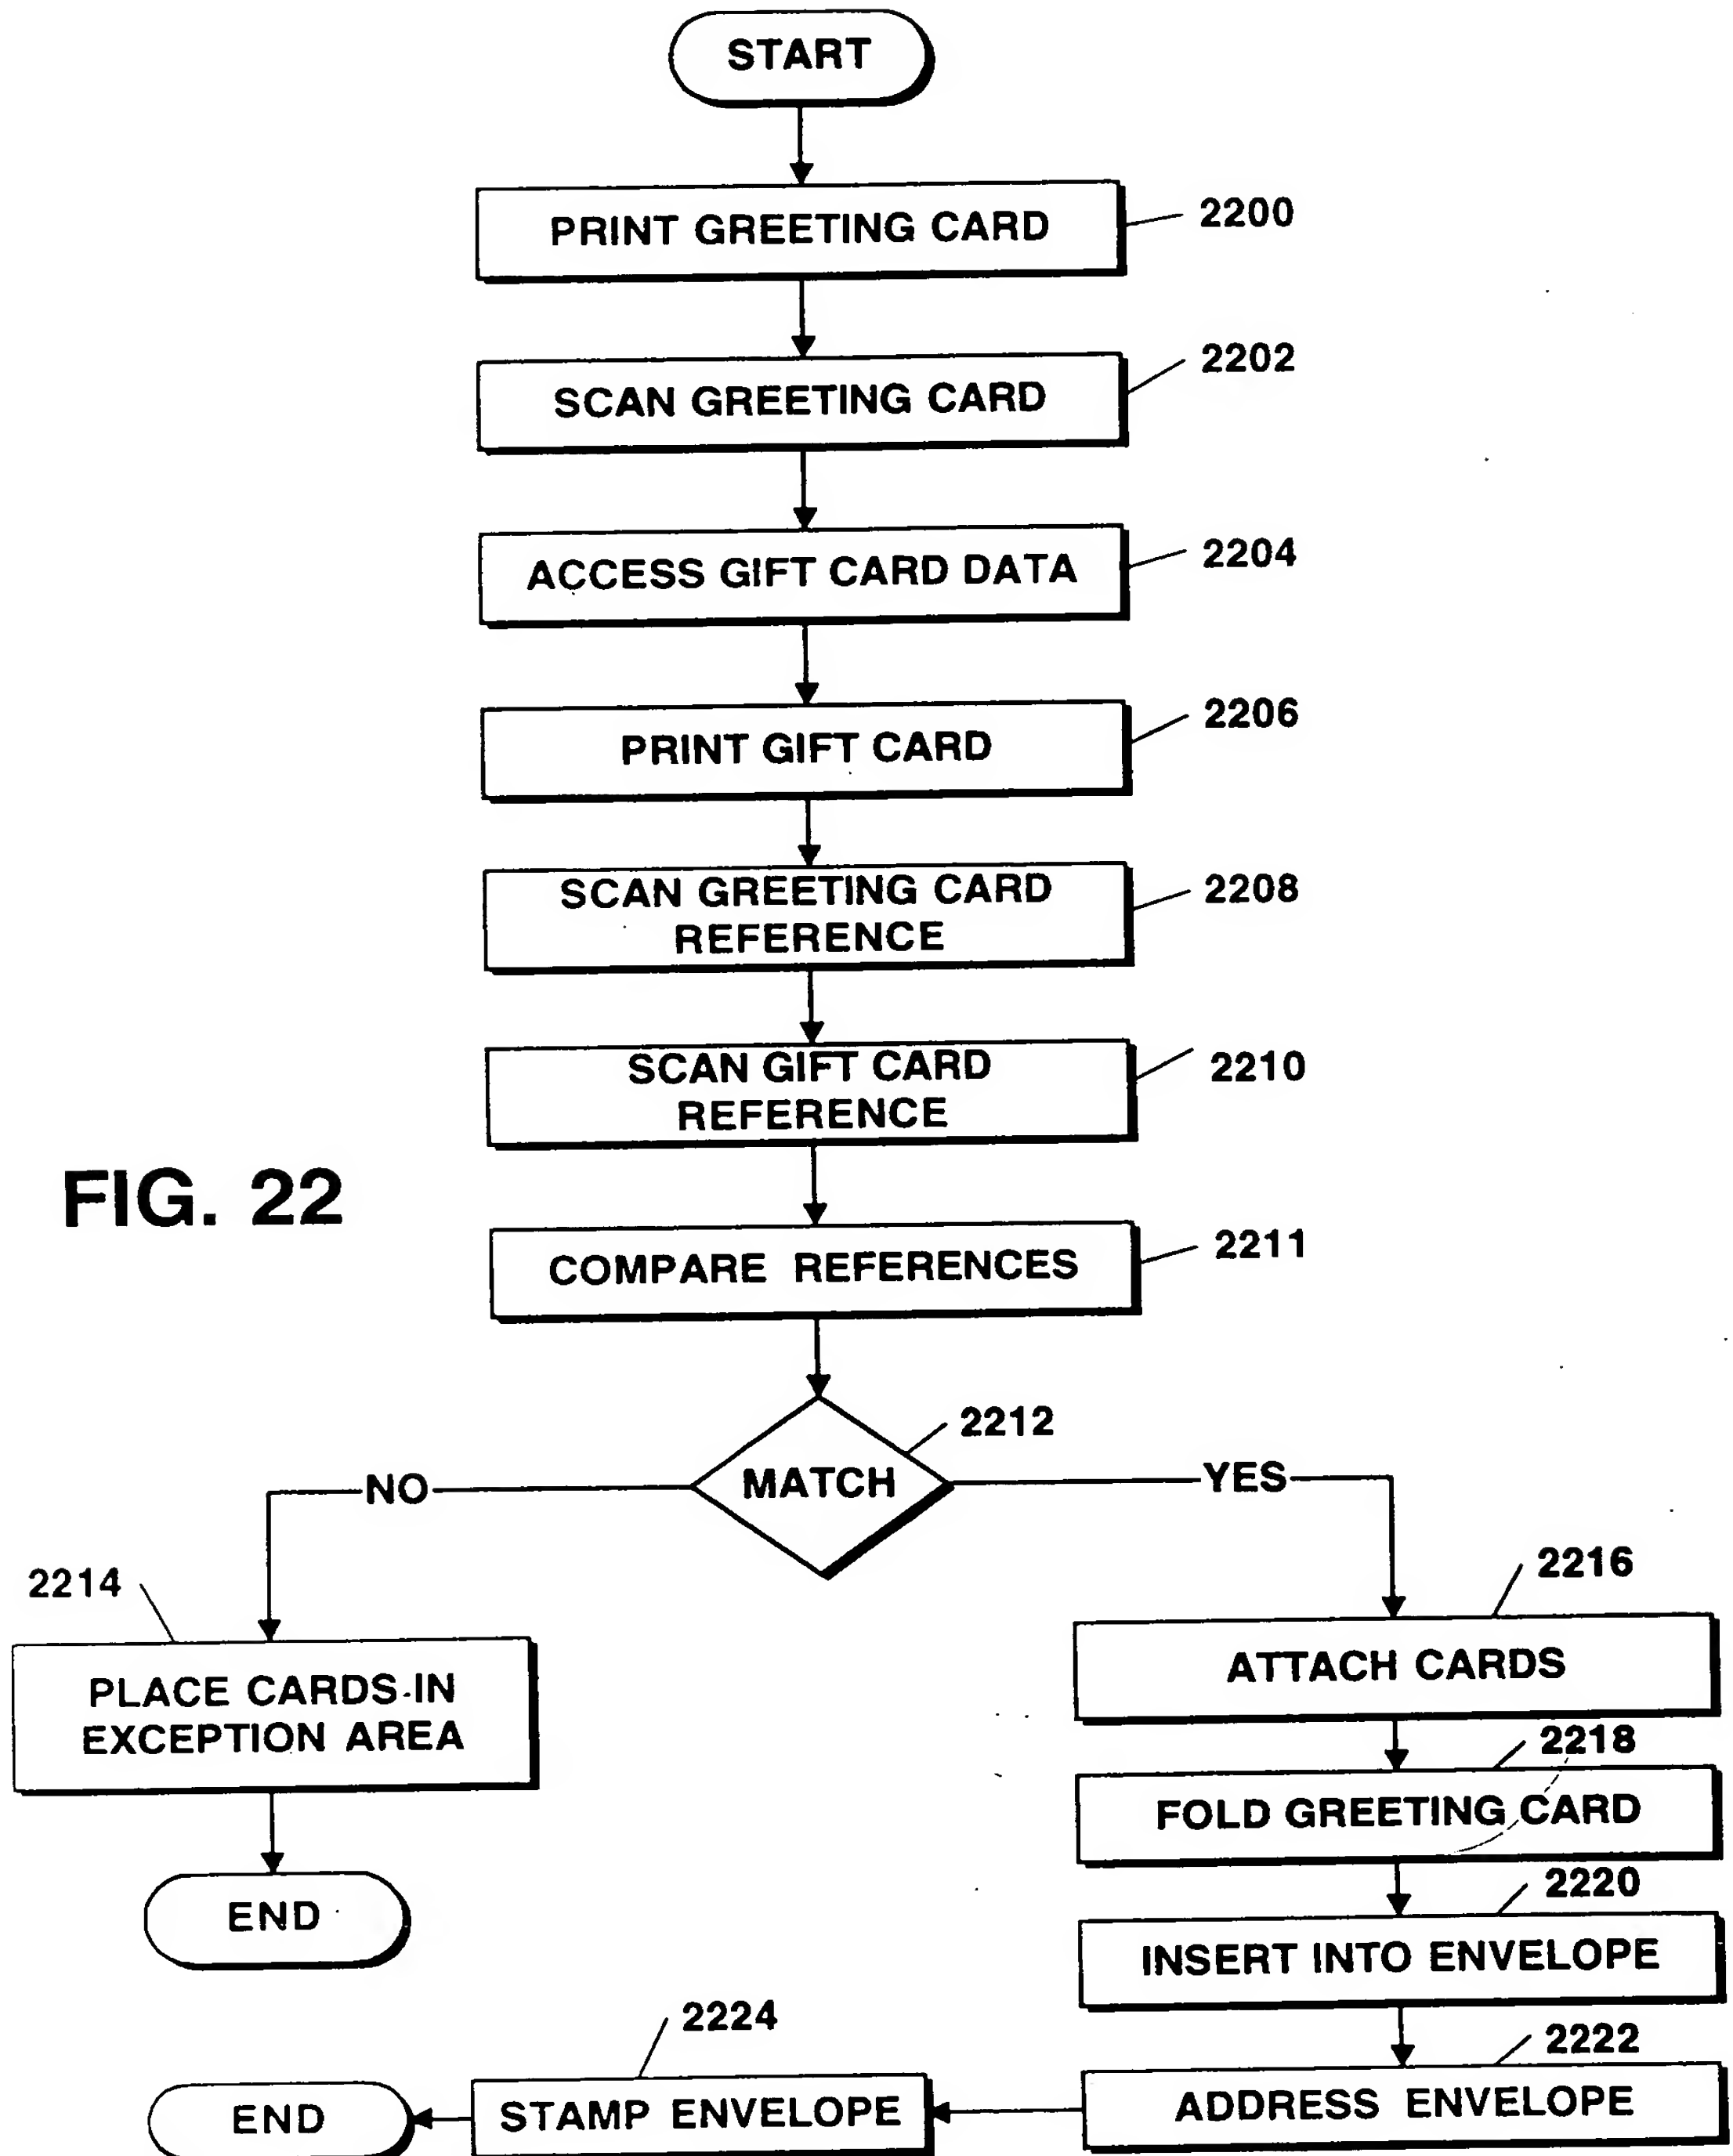 START
PRINT GREETING CARD
2200
SCAN GREETING CARD
2202
ACCESS GIFT CARD DATA
2204
PRINT GIFT CARD
2206
SCAN GREETING CARD
REFERENCE
2208
SCAN GIFT CARD
REFERENCE
2210
FIG. 22
COMPARE REFERENCES
2211
MATCH
2212
NO
YES
2214
PLACE CARDS IN
EXCEPTION AREA
END
2216
ATTACH CARDS
2218
FOLD GREETING CARD
2220
INSERT INTO ENVELOPE
2222
ADDRESS ENVELOPE
2224
STAMP ENVELOPE
END